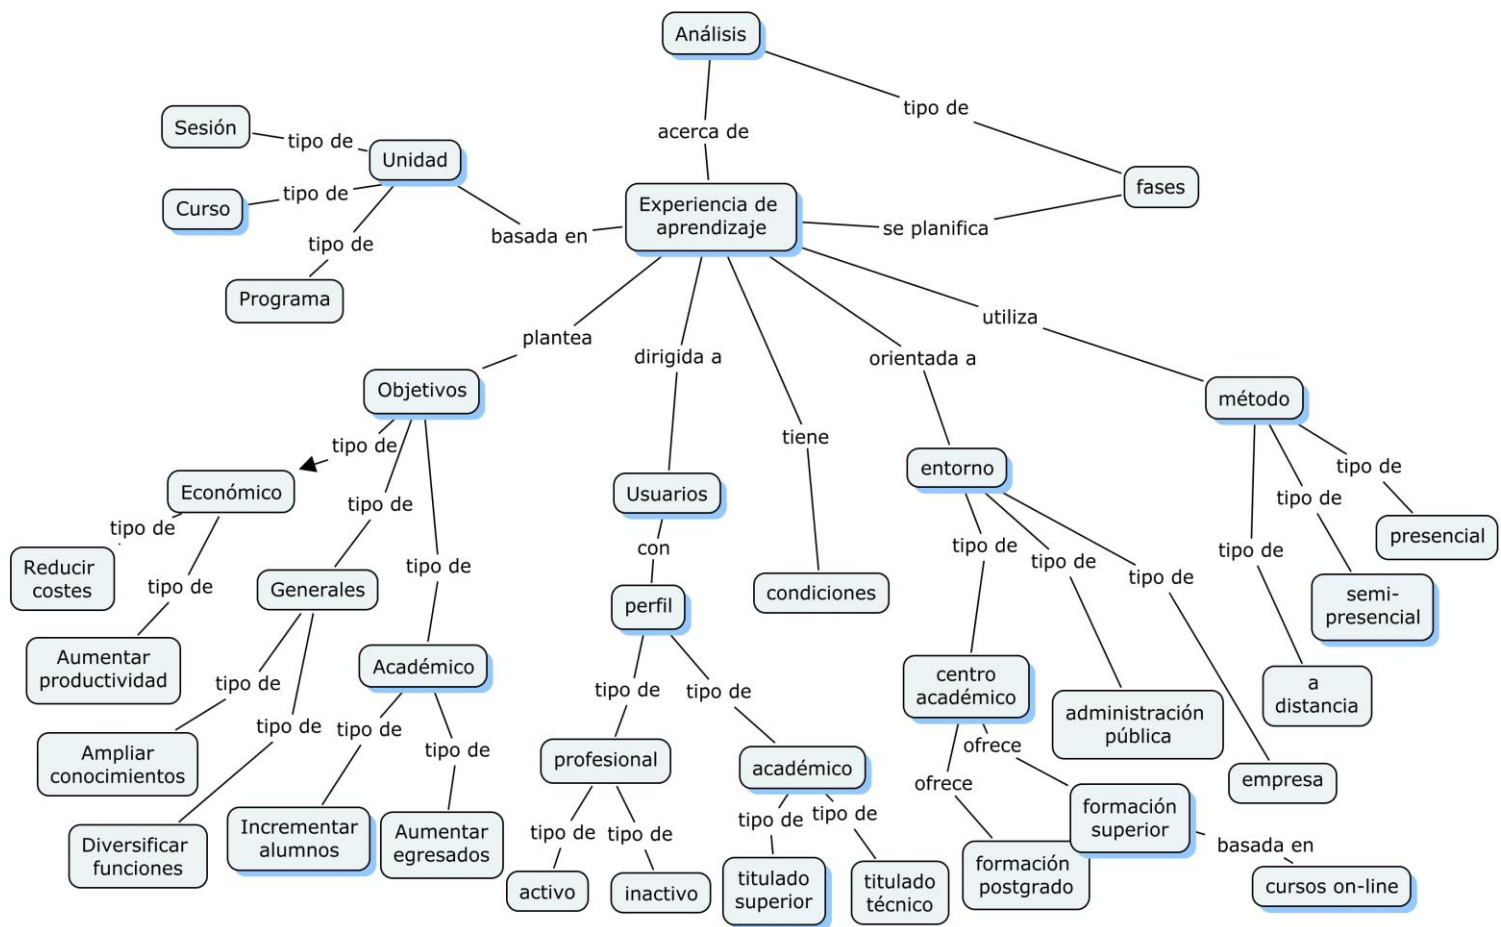 Análisis
tipo de
acerca de
fases
Sesión
tipo de
Unidad
Curso
tipo de
tipo de
Programa
basada en
Experiencia de
aprendizaje
se planifica
plantea
dirigida a
tiene
orientada a
utiliza
Objetivos
tipo de
Económico
tipo de
Reducir
costes
tipo de
Aumentar
productividad
tipo de
Generales
tipo de
Ampliar
conocimientos
tipo de
Diversificar
funciones
tipo de
Académico
tipo de
Incrementar
alumnos
tipo de
Aumentar
egresados
Usuarios
con
perfil
tipo de
profesional
tipo de
activo
tipo de
inactivo
tipo de
académico
tipo de
titulado
superior
tipo de
titulado
técnico
condiciones
entorno
tipo de
centro
académico
ofrece
formación
postgrado
ofrece
formación
superior
basada en
cursos on-line
tipo de
administración
pública
tipo de
empresa
método
tipo de
a
distancia
tipo de
semi-
presencial
tipo de
presencial